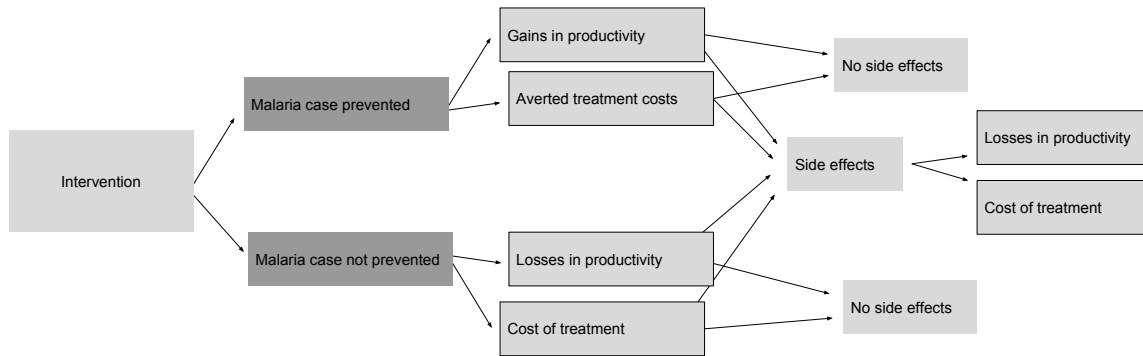 Gains in productivity
No side effects
Malaria case prevented
Averted treatment costs
Losses in productivity
Intervention
Side effects
Cost of treatment
Malaria case not prevented
Losses in productivity
No side effects
Cost of treatment